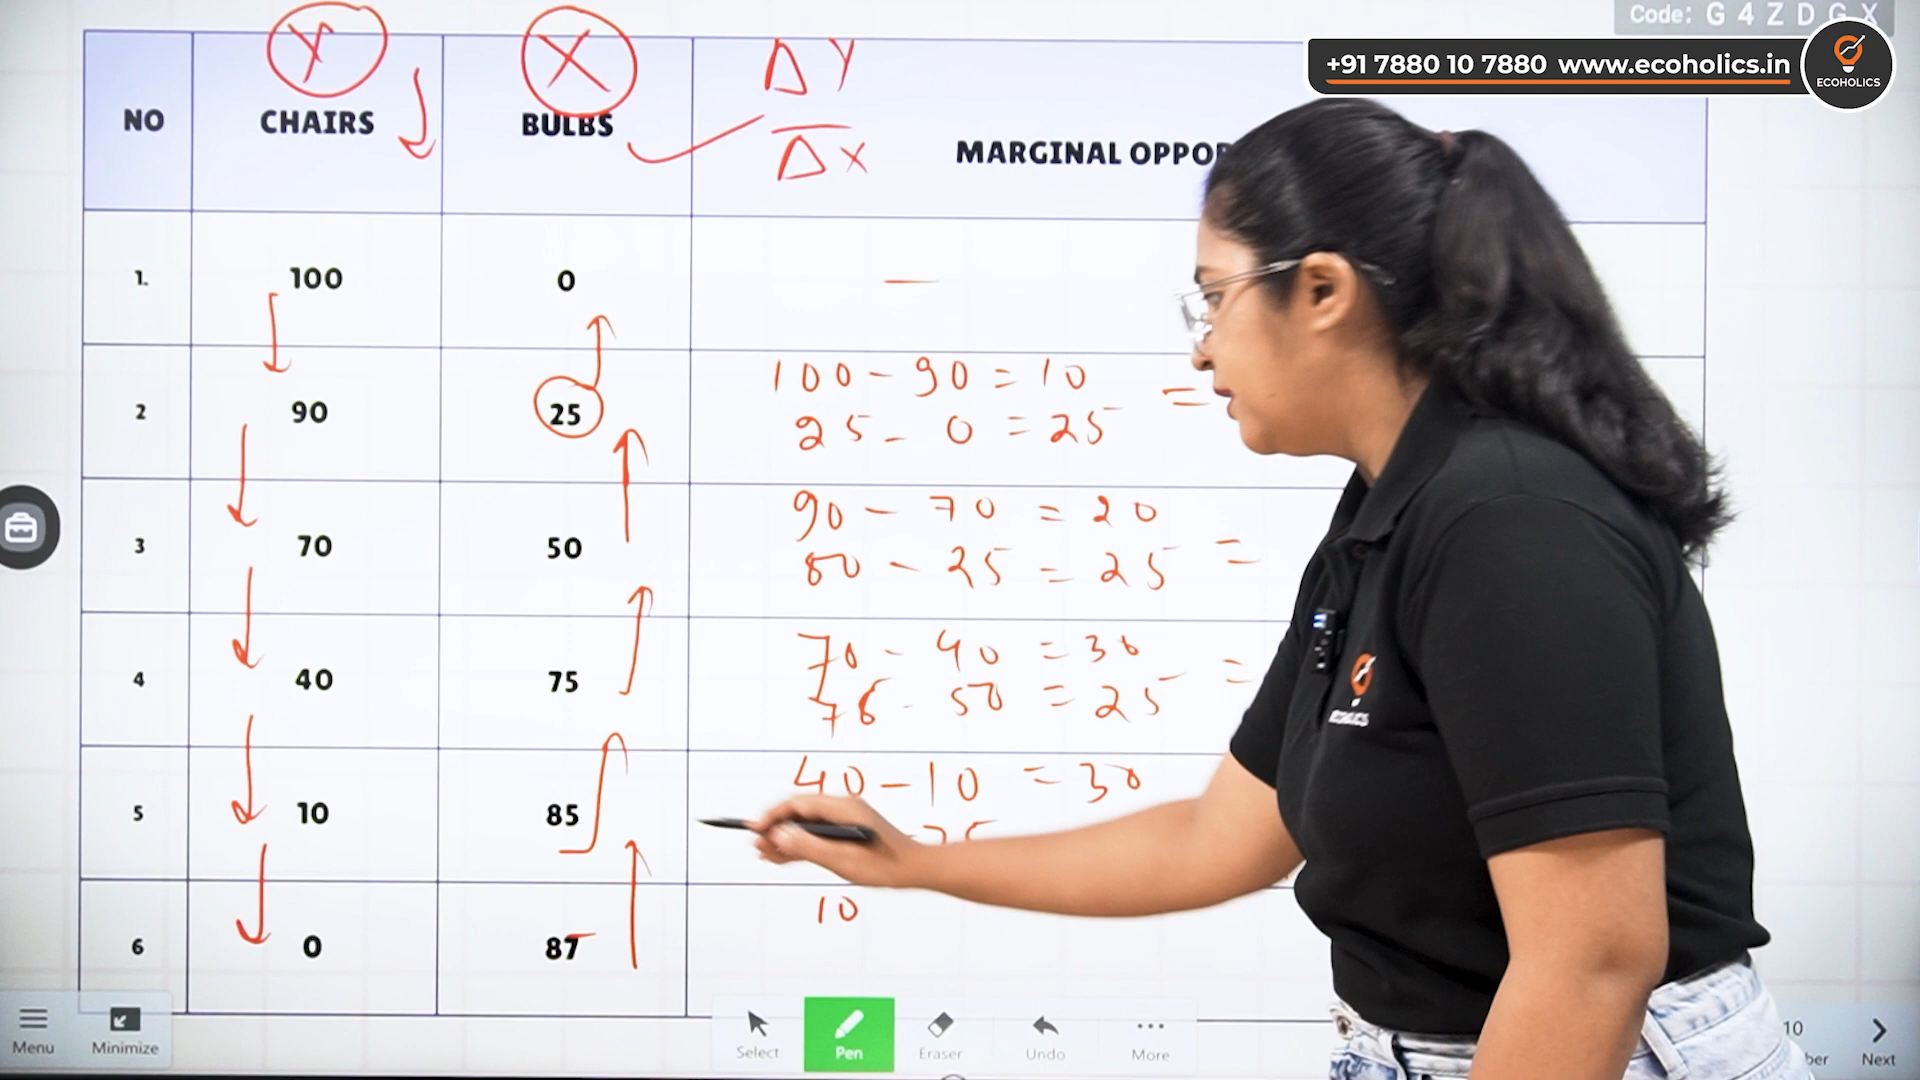 Code: G 4 Z D G X
+91 7880 10 7880 www.ecoholics.in
ECOHOLICS
Y X ΔY
ΔX
NO CHAIRS BULBS MARGINAL OPPOR
1. 100 0 —
2 90 25
100 - 90 = 10
25 - 0 = 25 =
3 70 50
90 - 70 = 20
50 - 25 = 25 =
4 40 75
70 - 40 = 30
75 - 50 = 25 =
5 10 85
40 - 10 = 30
- 75
6 0 87
10
ECOHOLICS
Menu Minimize Select Pen Eraser Undo More 10 Next